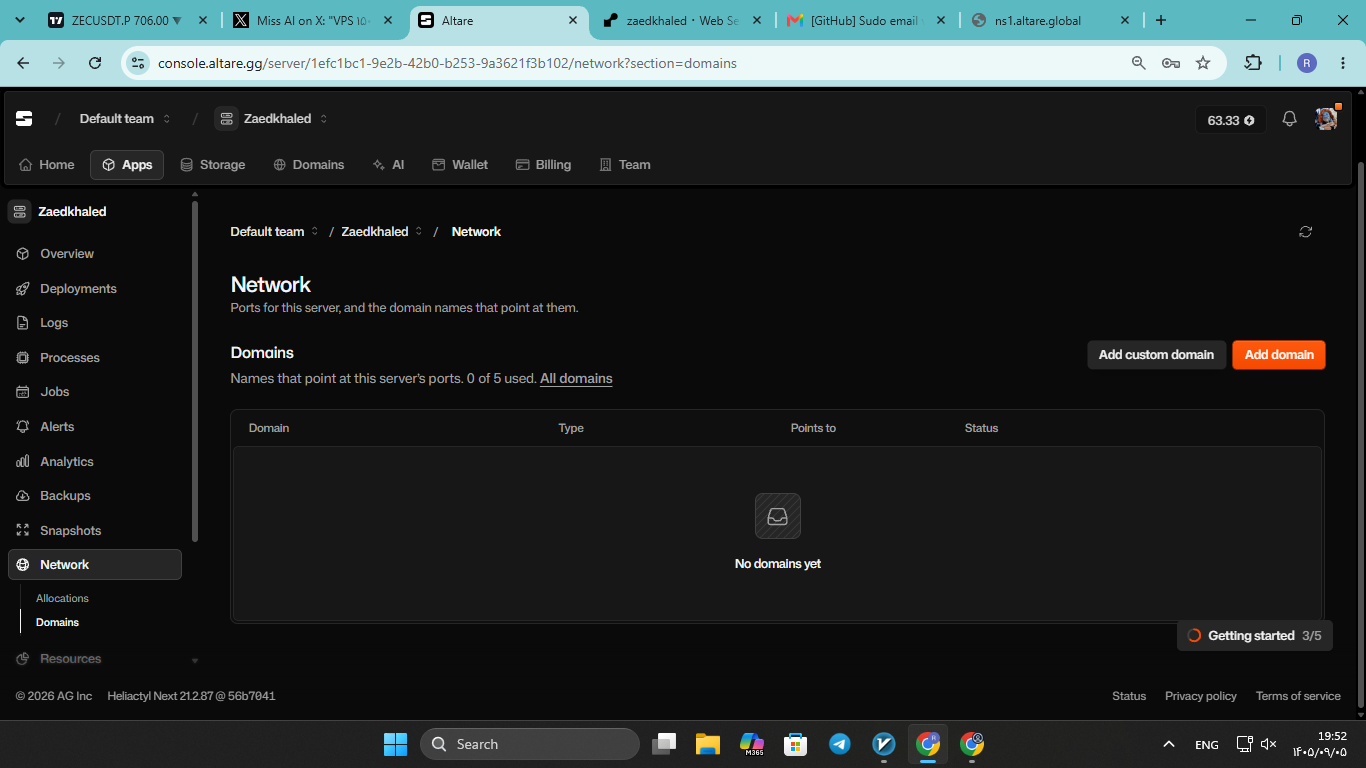 ZECUSDT.P 706.00 ▼
Miss AI on X: "VPS
Altare
zaedkhaled · Web Se
[GitHub] Sudo email
ns1.altare.global
console.altare.gg/server/1efc1bc1-9e2b-42b0-b253-9a3621f3b102/network?section=domains
R
Default team
/
Zaedkhaled
63.33
Home
Apps
Storage
Domains
AI
Wallet
Billing
Team
Zaedkhaled
Overview
Deployments
Logs
Processes
Jobs
Alerts
Analytics
Backups
Snapshots
Network
Allocations
Domains
Resources
Default team / Zaedkhaled / Network
Network
Ports for this server, and the domain names that point at them.
Domains
Names that point at this server's ports. 0 of 5 used. All domains
Add custom domain
Add domain
Domain Type Points to Status
No domains yet
Getting started 3/5
© 2026 AG Inc Heliactyl Next 21.2.87 @ 56b7041
Status Privacy policy Terms of service
Search
M365
ENG
19:52
۱۴۰۵/۰۹/۰۵